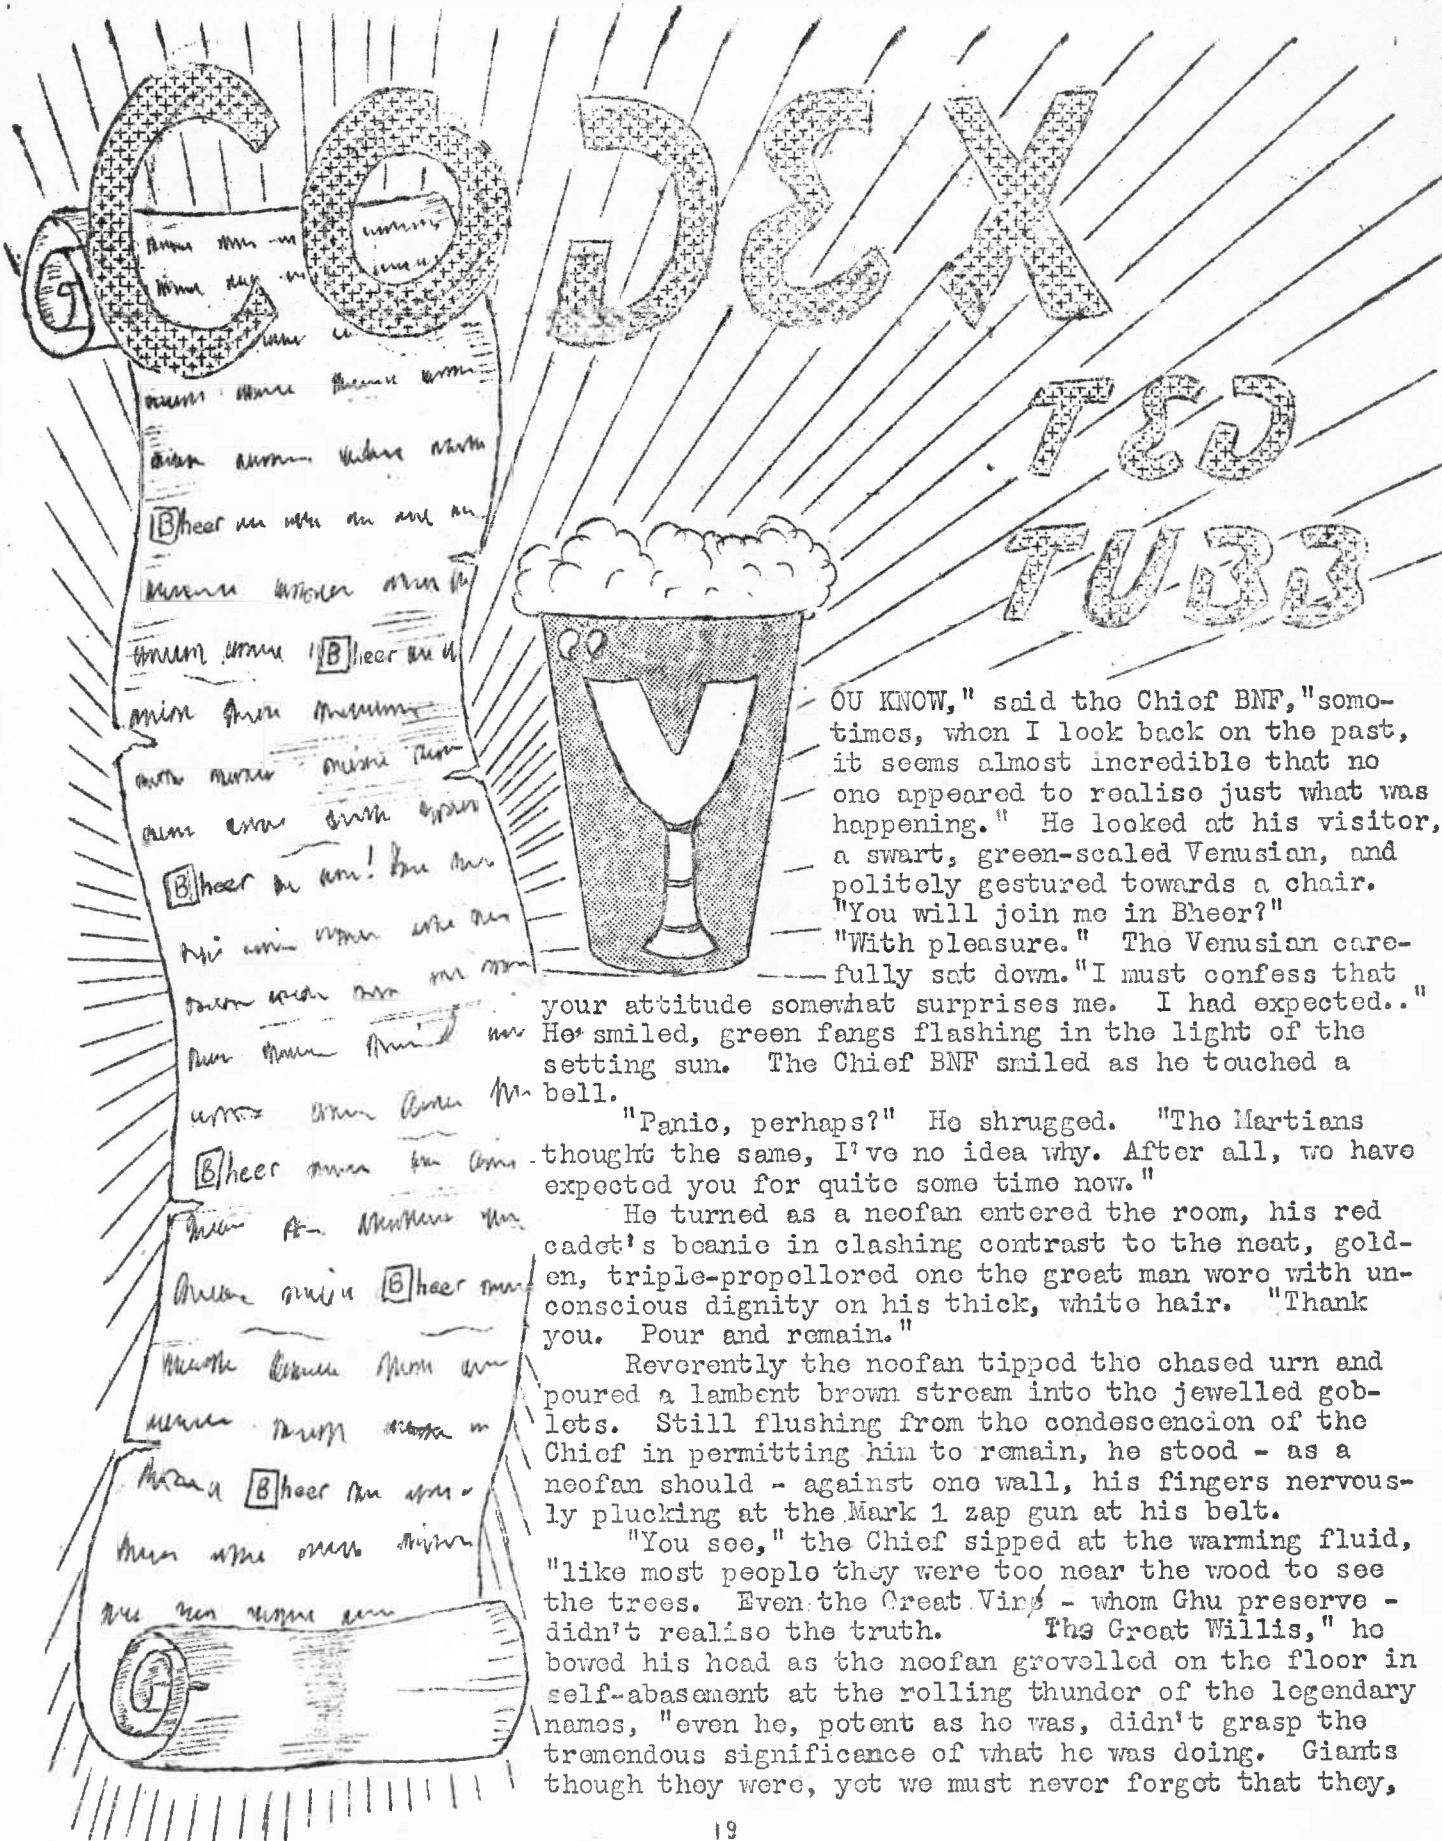 CODEX
TED
TUBB
Bheer
Bheer
Bheer
Bheer
Bheer
Bheer
"Y
OU KNOW," said the Chief BNF,"some-
times, when I look back on the past,
it seems almost incredible that no
one appeared to realise just what was
happening." He looked at his visitor,
a swart, green-scaled Venusian, and
politely gestured towards a chair.
"You will join me in Bheer?"
"With pleasure." The Venusian care-
fully sat down."I must confess that
your attitude somewhat surprises me. I had expected.."
He smiled, green fangs flashing in the light of the
setting sun. The Chief BNF smiled as he touched a
bell.
"Panic, perhaps?" He shrugged. "The Martians
thought the same, I've no idea why. After all, we have
expected you for quite some time now."
He turned as a neofan entered the room, his red
cadet's beanie in clashing contrast to the neat, gold-
en, triple-propellored one the great man wore with un-
conscious dignity on his thick, white hair. "Thank
you. Pour and remain."
Reverently the neofan tipped the chased urn and
poured a lambent brown stream into the jewelled gob-
lets. Still flushing from the condescencion of the
Chief in permitting him to remain, he stood - as a
neofan should - against one wall, his fingers nervous-
ly plucking at the Mark 1 zap gun at his belt.
"You see," the Chief sipped at the warming fluid,
"like most people they were too near the wood to see
the trees. Even the Great Vin¢ - whom Ghu preserve -
didn't realise the truth. The Great Willis," he
bowed his head as the neofan grovelled on the floor in
self-abasement at the rolling thunder of the legendary
names, "even he, potent as he was, didn't grasp the
tremendous significance of what he was doing. Giants
though they were, yet we must never forget that they,
19